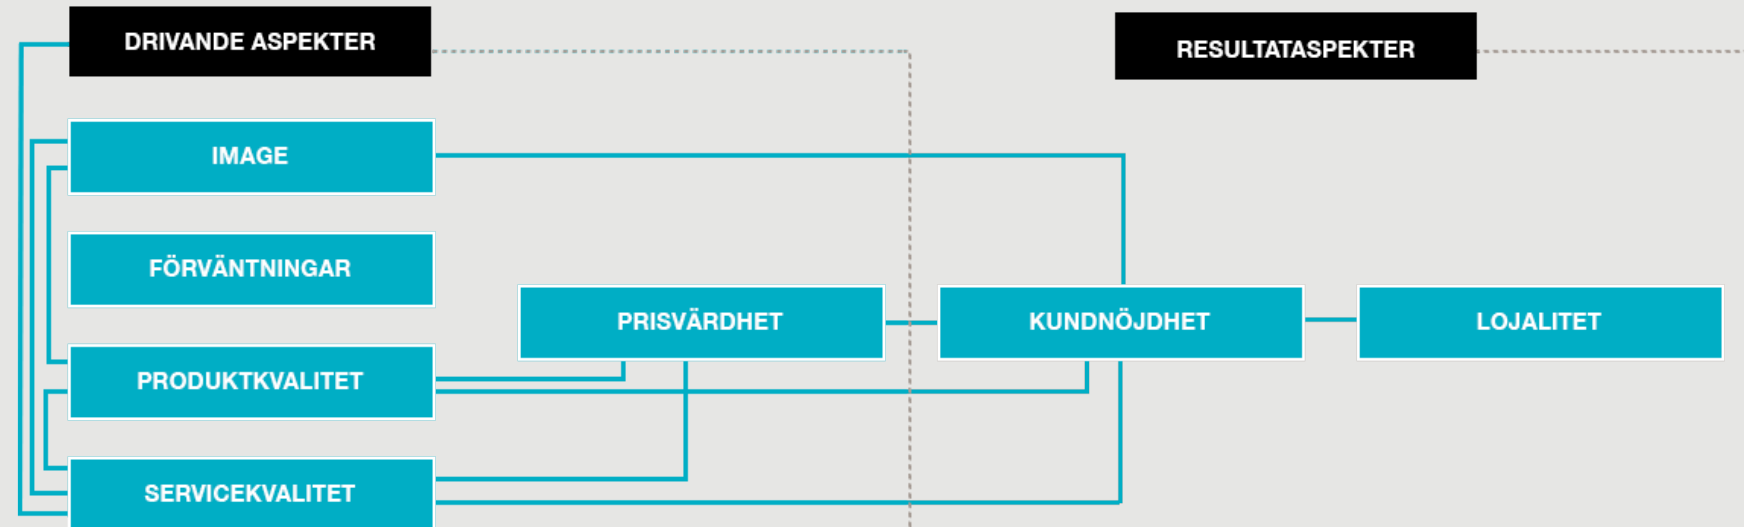 DRIVANDE ASPEKTER
RESULTATASPEKTER
IMAGE
FÖRVÄNTNINGAR
PRISVÄRDHET
KUNDNÖJDHET
LOJALITET
PRODUKTKVALITET
SERVICEKVALITET